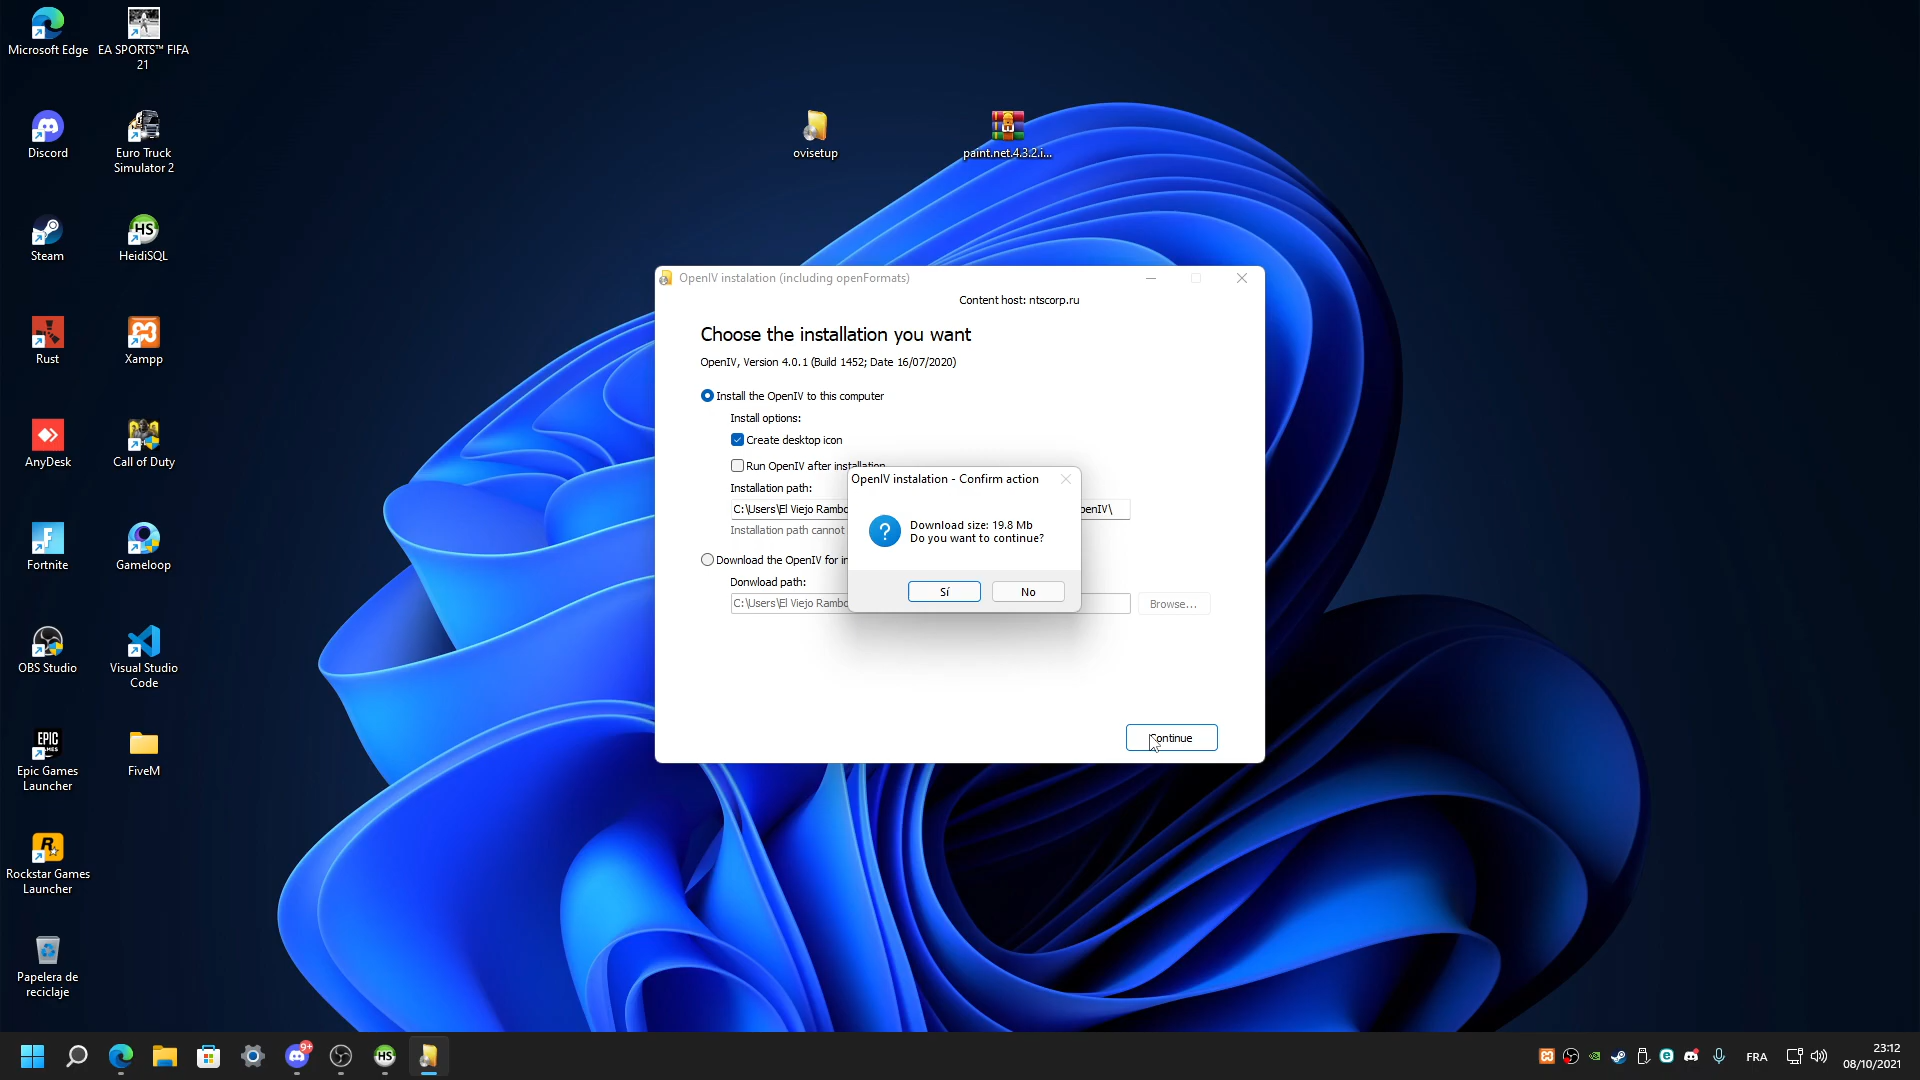 Microsoft Edge
EA SPORTS™ FIFA
21
Discord
Euro Truck
Simulator 2
Steam
HeidiSQL
Rust
Xampp
AnyDesk
Call of Duty
Fortnite
Gameloop
OBS Studio
Visual Studio
Code
Epic Games
Launcher
FiveM
Rockstar Games
Launcher
Papelera de
reciclaje
ovisetup
paint.net.4.3.2.i...
OpenIV instalation (including openFormats)
Content host: ntscorp.ru
Choose the installation you want
OpenIV, Version 4.0.1 (Build 1452; Date 16/07/2020)
Install the OpenIV to this computer
Install options:
Create desktop icon
Run OpenIV after installation
Installation path:
C:\Users\El Viejo Rambo
penIV\
Installation path cannot
Download the OpenIV for
Donwload path:
C:\Users\El Viejo Rambo
Browse...
OpenIV instalation - Confirm action
Download size: 19.8 Mb
Do you want to continue?
Sí
No
Continue
HS
EPIC
GAMES
HS
9+
FRA
23:12
08/10/2021